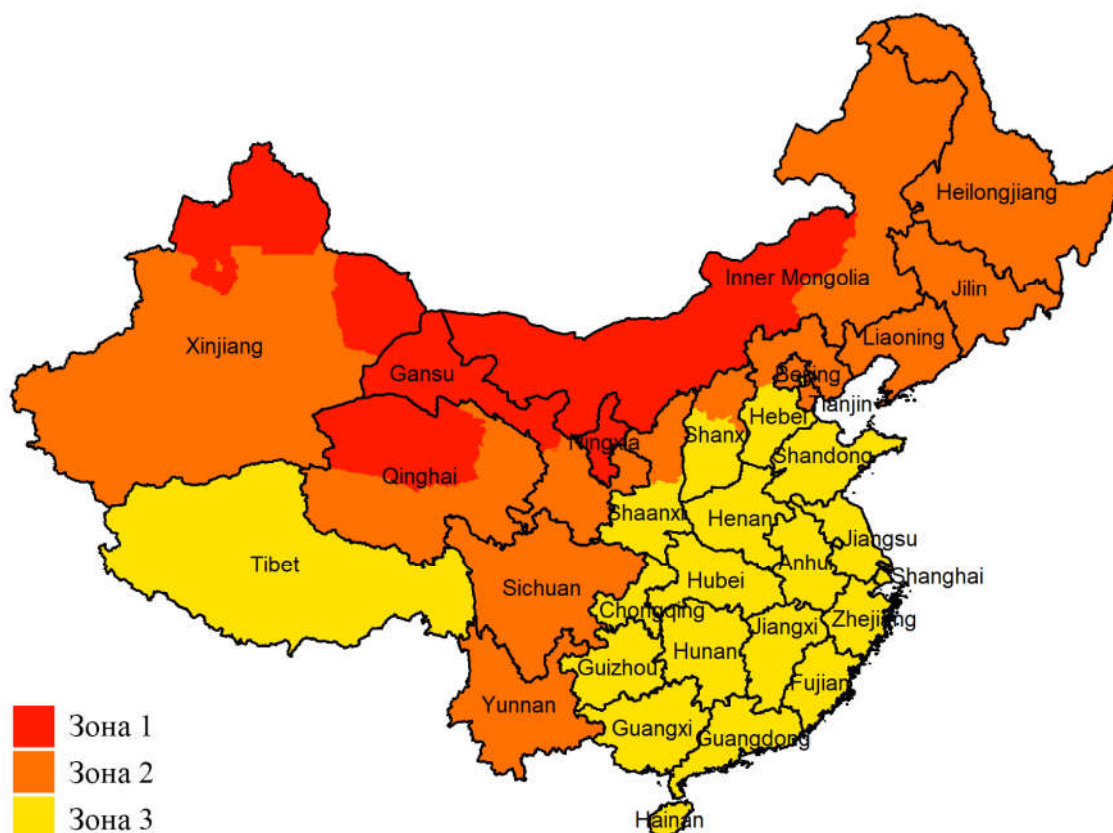 Heilongjiang
Jilin
Inner Mongolia
Liaoning
Xinjiang
Gansu
Beijing
Tianjin
Hebei
Ningxia
Shanxi
Shandong
Qinghai
Shaanxi
Henan
Jiangsu
Tibet
Anhui
Shanghai
Sichuan
Hubei
Chongqing
Zhejiang
Jiangxi
Hunan
Guizhou
Fujian
Yunnan
Guangxi
Guangdong
Hainan
Зона 1
Зона 2
Зона 3